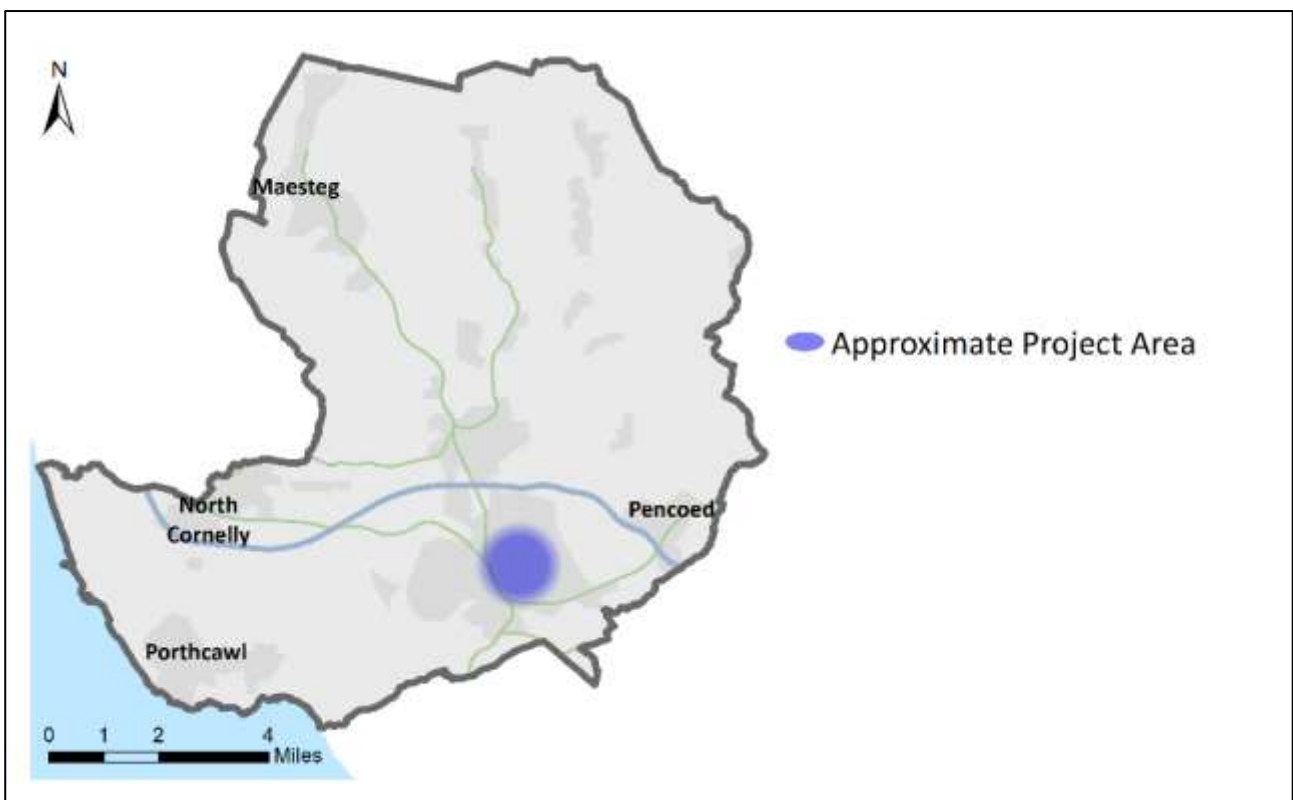 N
Maesteg
Approximate Project Area
North
Cornelly
Pencoed
Porthcawl
0 1 2 4
Miles